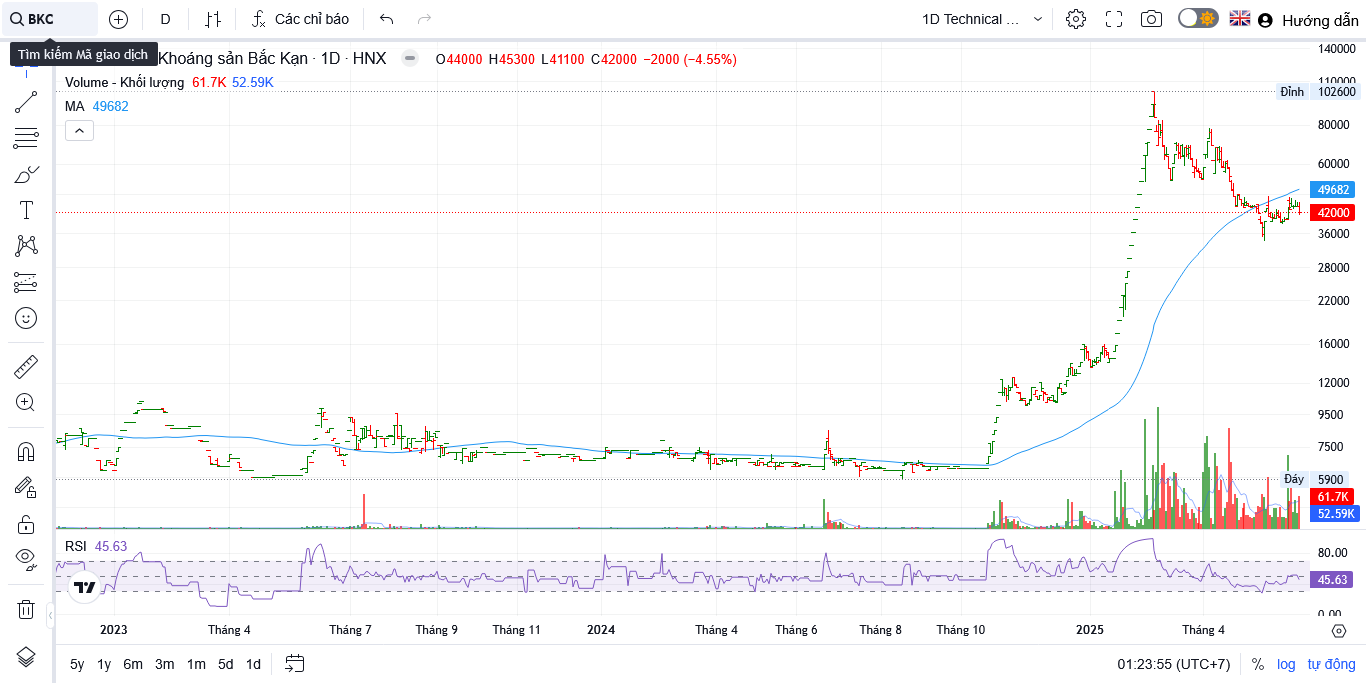 BKC
D
Các chỉ báo
1D Technical ...
Hướng dẫn
Tìm kiếm Mã giao dịch
Khoáng sản Bắc Kạn · 1D · HNX
O44000 H45300 L41100 C42000 −2000 (−4.55%)
Volume - Khối lượng 61.7K 52.59K
MA 49682
140000
110000
Đỉnh 102600
80000
60000
49682
42000
36000
28000
22000
16000
12000
9500
7500
Đáy 5900
61.7K
52.59K
RSI 45.63
80.00
45.63
0.00
2023 Tháng 4 Tháng 7 Tháng 9 Tháng 11 2024 Tháng 4 Tháng 6 Tháng 8 Tháng 10 2025 Tháng 4
5y 1y 6m 3m 1m 5d 1d
01:23:55 (UTC+7) % log tự động